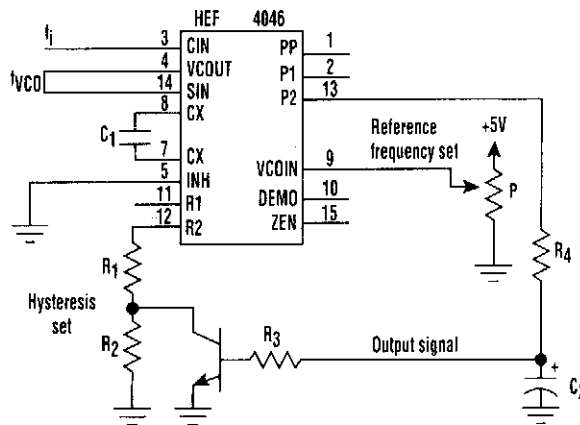 HEF 4046
fi
3
CIN
PP
1
4
VCOUT
P1
2
fVCO
14
SIN
P2
13
8
CX
C1
Reference
frequency set
+5V
7
CX
VCOIN
9
P
5
INH
DEMO
10
11
R1
ZEN
15
12
R2
R1
R4
Hysteresis
set
R2
R3
Output signal
+